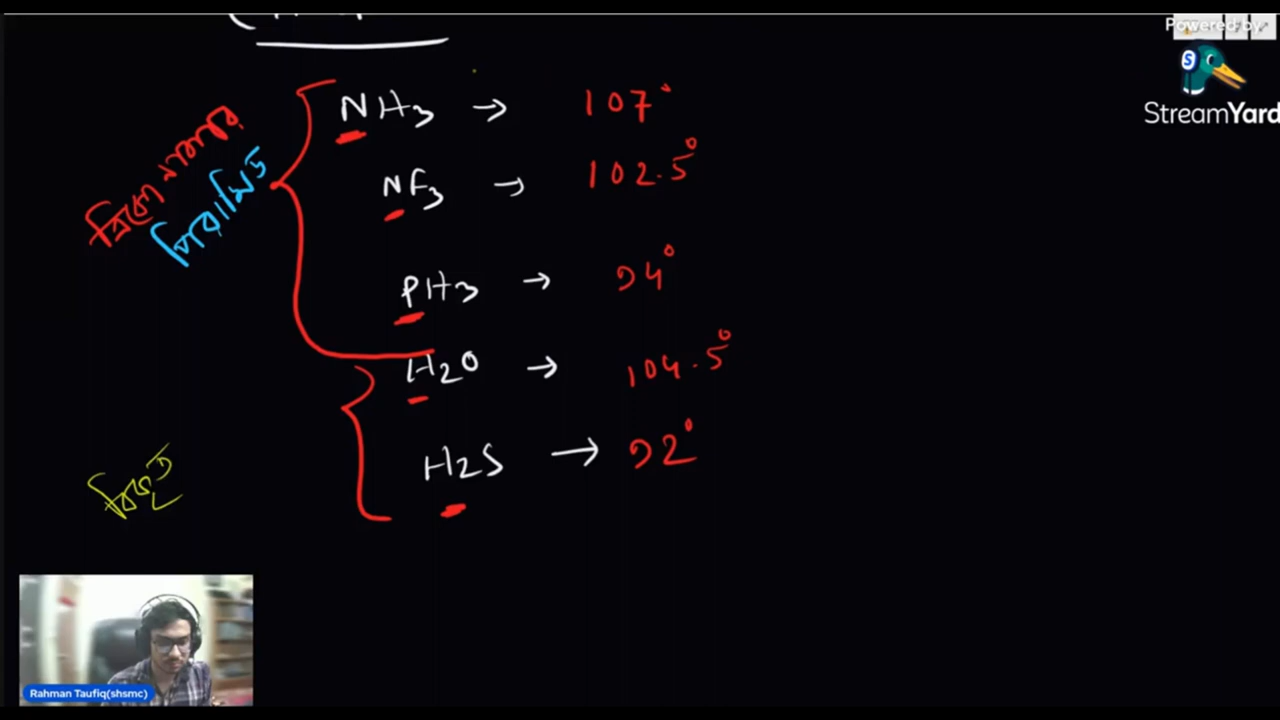 Powered by
StreamYard
NH3 → 107°
NF3 → 102.5°
PH3 → 94°
H2O → 104.5°
H2S → 92°
ত্রিকোণাকার
পিরামিড
Rahman Taufiq(shsmc)